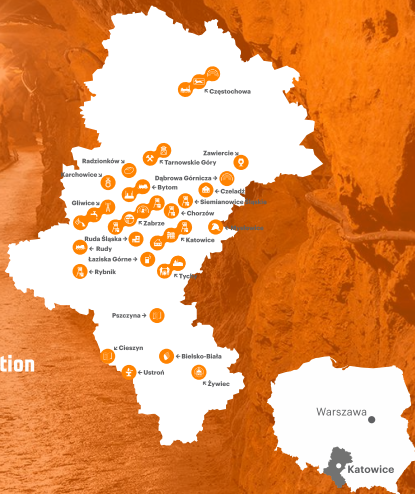 ↖ Częstochowa
Zawiercie ↘
Radzionków ↘
↖ Tarnowskie Góry
Karchowice ↘
Dąbrowa Górnicza →
← Bytom
← Czeladź
Gliwice ↘
← Siemianowice
← Chorzów
↖ Zabrze
Ruda Śląska →
↖ Katowice
← Rudy
Łaziska Górne →
← Rybnik
Pszczyna →
↙ Cieszyn
← Bielsko-Biała
tion
← Ustroń
↖ Żywiec
Warszawa
Katowice